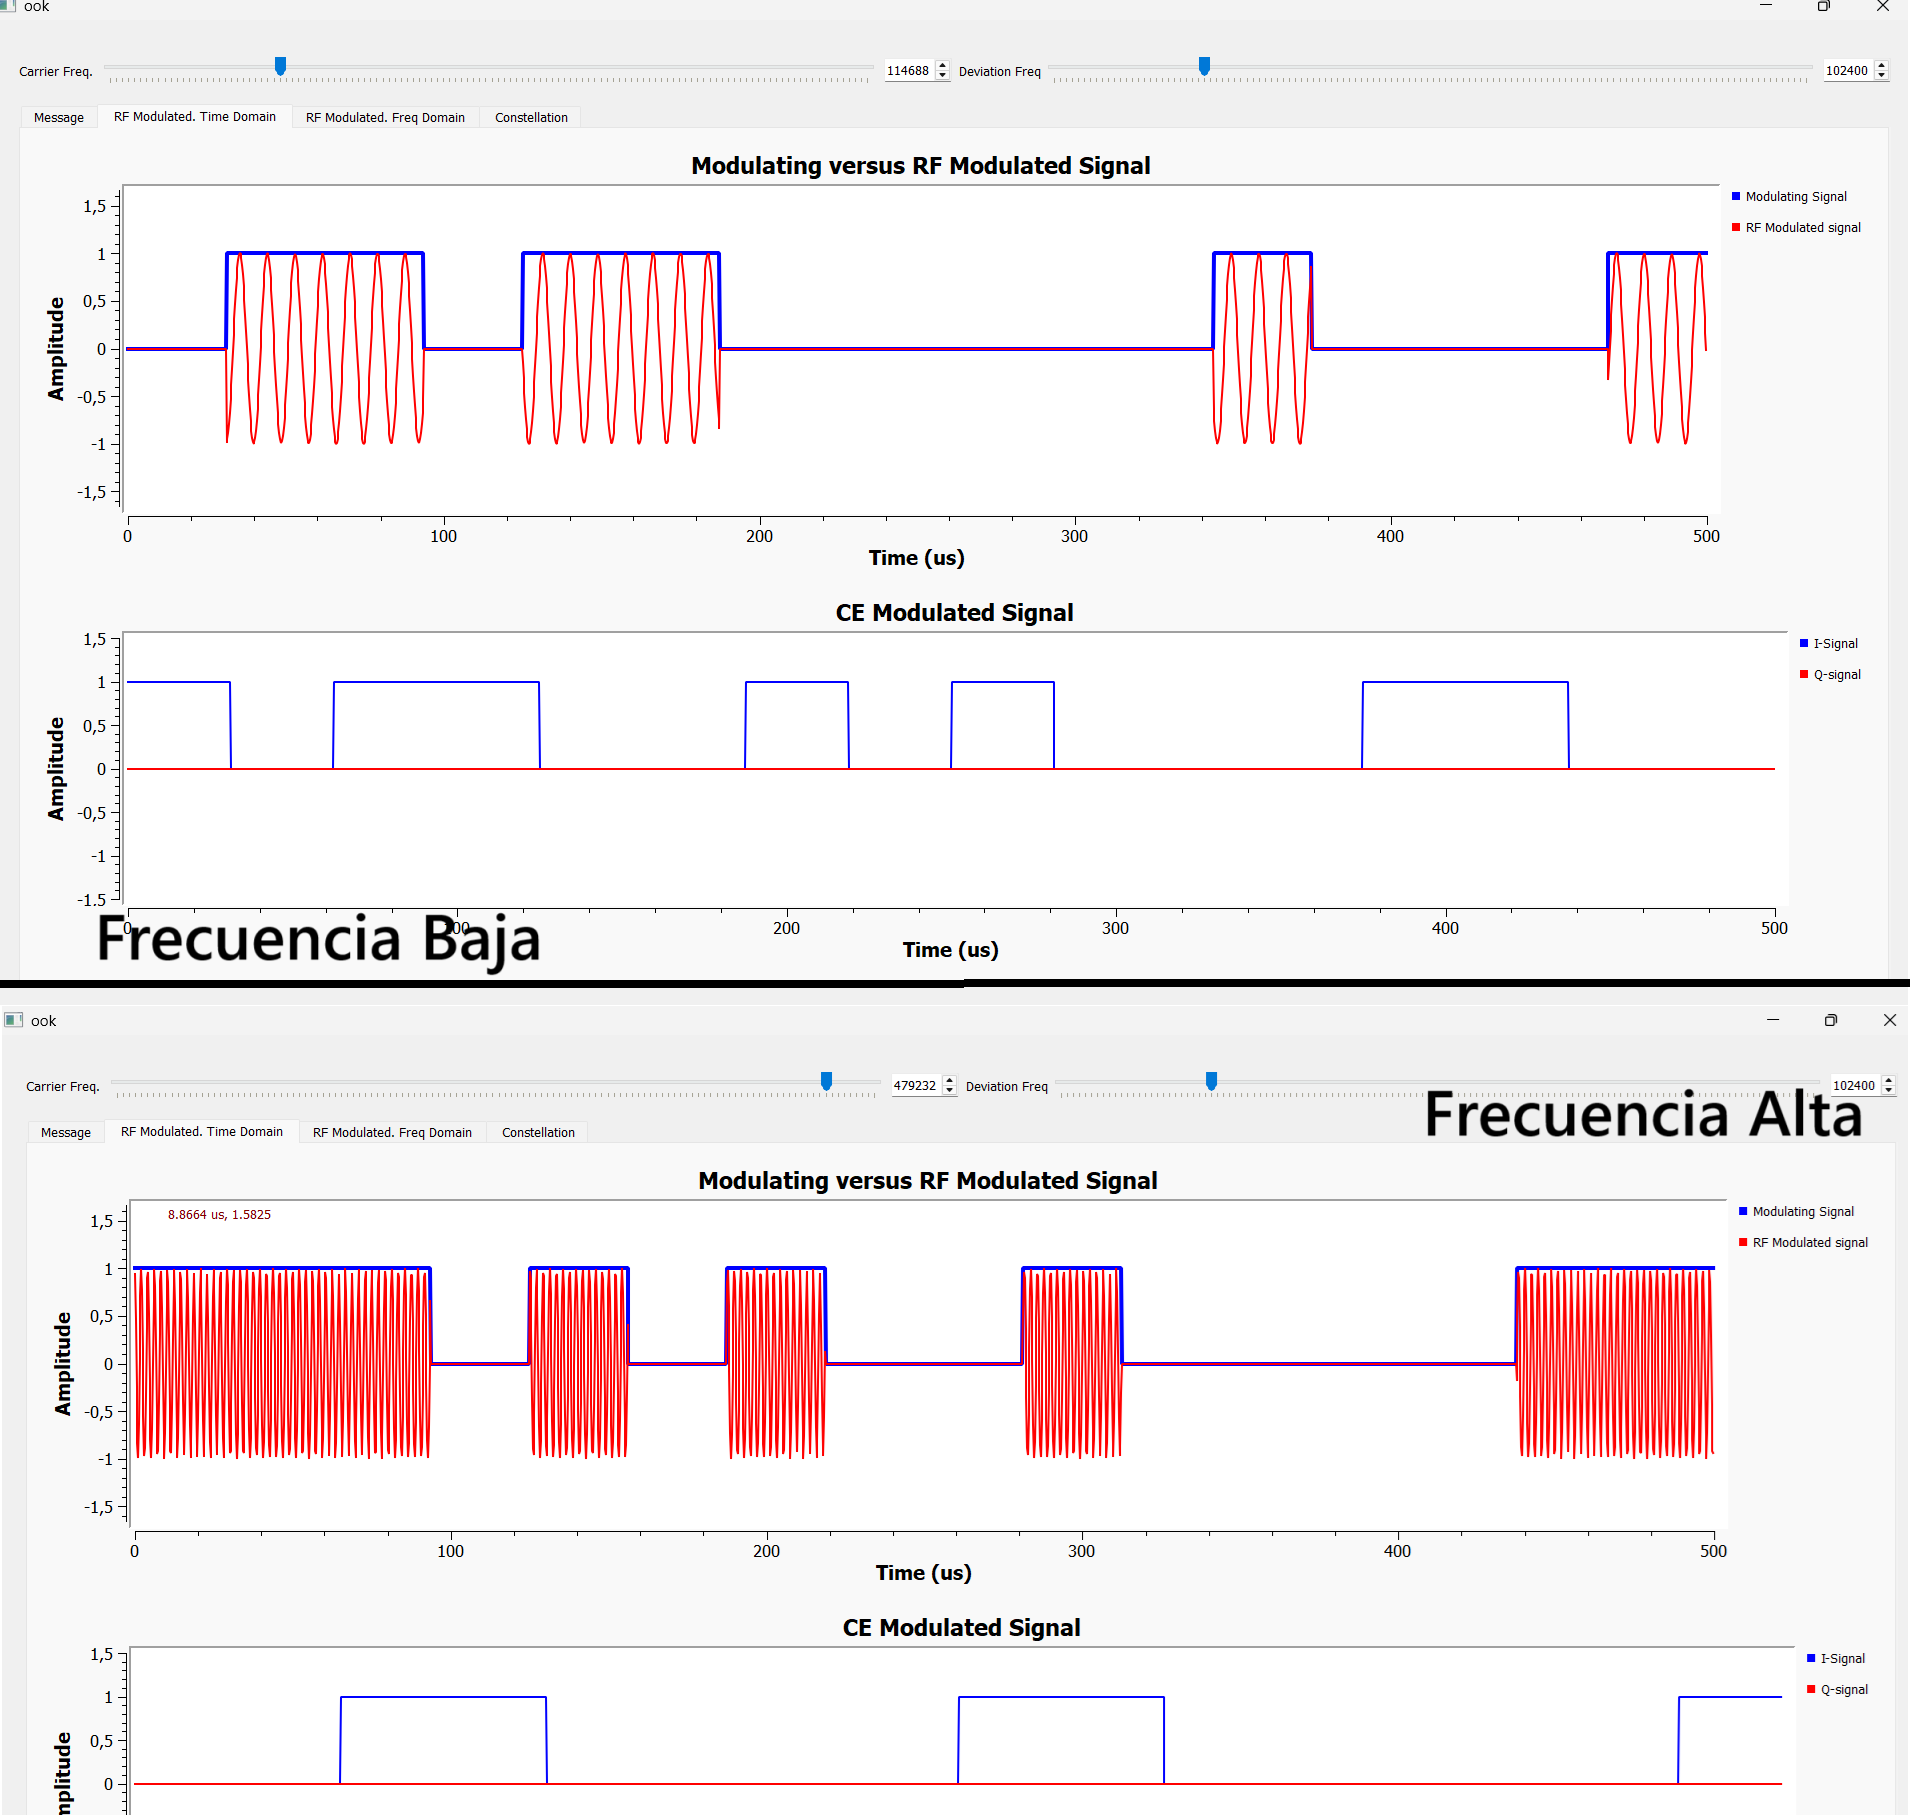 ook
Carrier Freq.
114688
Deviation Freq
102400
Message
RF Modulated. Time Domain
RF Modulated. Freq Domain
Constellation
Modulating versus RF Modulated Signal
Modulating Signal
RF Modulated signal
Amplitude
1,5
1
0,5
0
-0,5
-1
-1,5
0
100
200
300
400
500
Time (us)
CE Modulated Signal
I-Signal
Q-signal
Amplitude
1,5
1
0,5
0
-0,5
-1
-1.5
0
100
200
300
400
500
Time (us)
Frecuencia Baja
ook
Carrier Freq.
479232
Deviation Freq
102400
Frecuencia Alta
Message
RF Modulated. Time Domain
RF Modulated. Freq Domain
Constellation
Modulating versus RF Modulated Signal
8.8664 us, 1.5825
Modulating Signal
RF Modulated signal
Amplitude
1,5
1
0,5
0
-0,5
-1
-1,5
0
100
200
300
400
500
Time (us)
CE Modulated Signal
I-Signal
Q-signal
mplitude
1,5
1
0,5
0